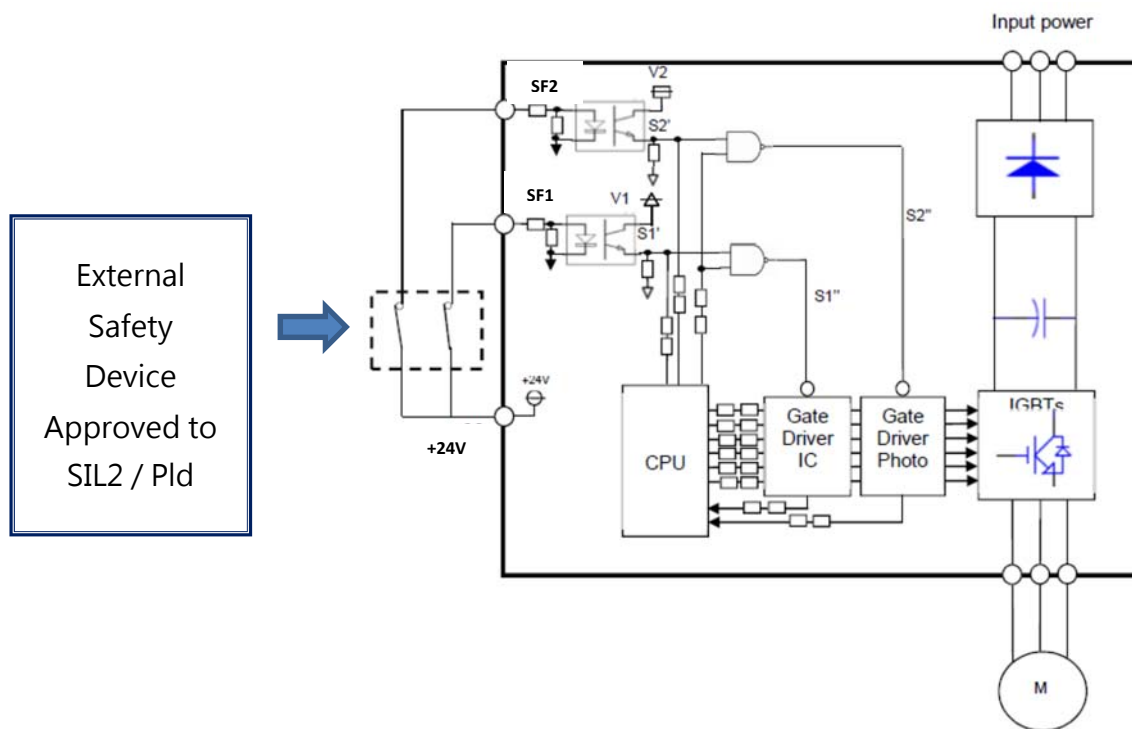 Input power
SF2
V2
S2'
SF1
V1
S1'
S2"
S1"
External
Safety
Device
Approved to
SIL2 / Pld
+24V
+24V
CPU
Gate
Driver
IC
Gate
Driver
Photo
IGBTs
M